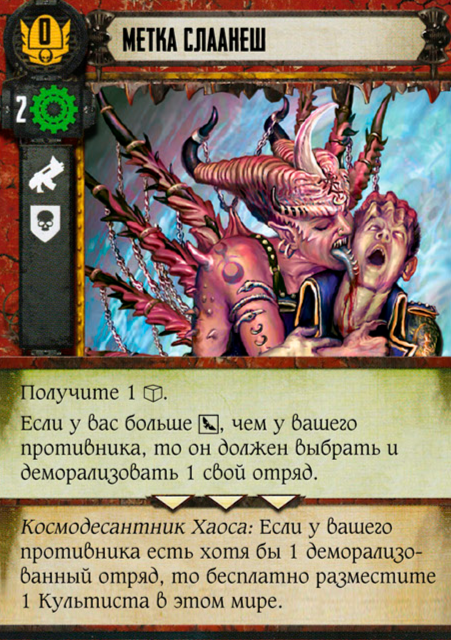 0
МЕТКА СЛААНЕШ
2
Получите 1 .
Если у вас больше , чем у вашего
противника, то он должен выбрать и
деморализовать 1 свой отряд.
Космодесантник Хаоса: Если у вашего
противника есть хотя бы 1 деморализо-
ванный отряд, то бесплатно разместите
1 Культиста в этом мире.